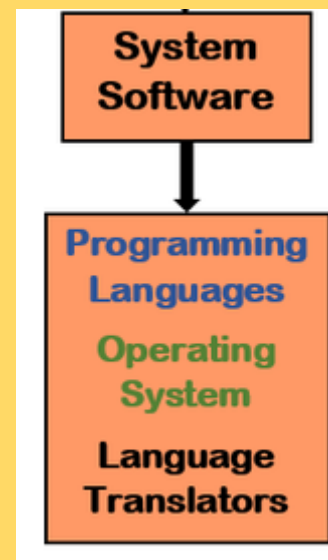 System
Software
Programming
Languages
Operating
System
Language
Translators